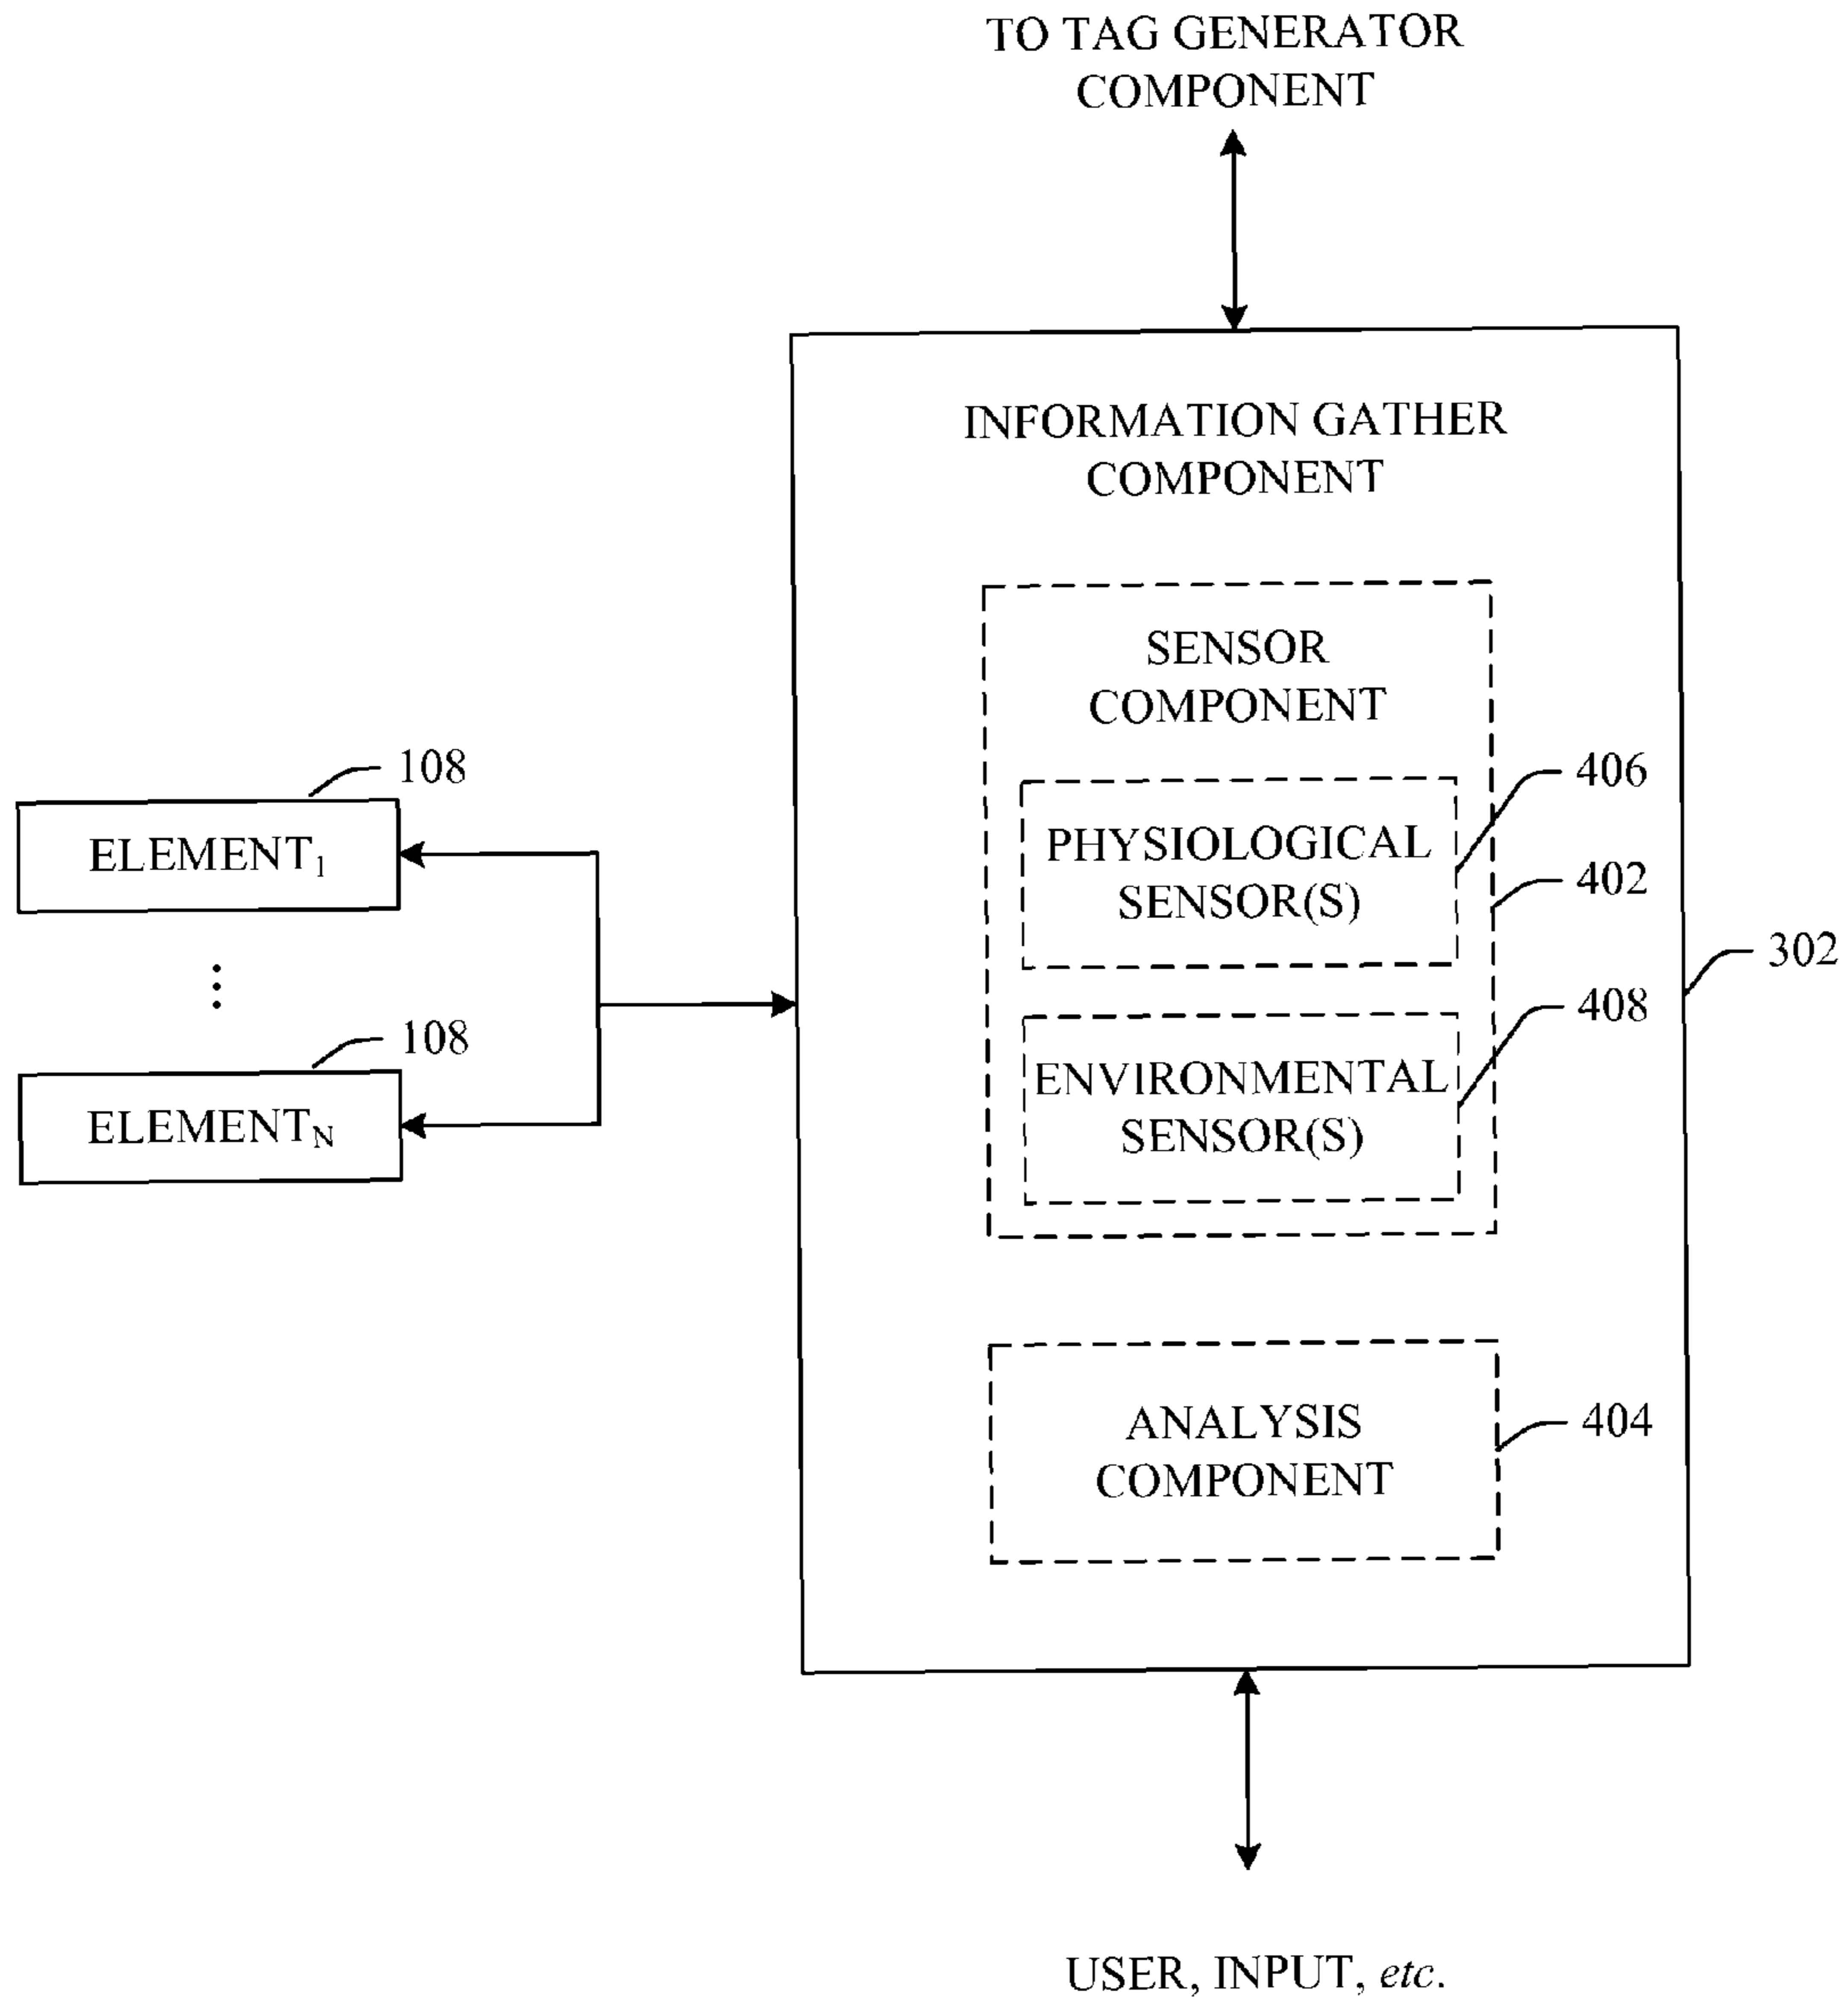 TO TAG GENERATOR
COMPONENT
INFORMATION GATHER
COMPONENT
SENSOR
COMPONENT
108
406
ELEMENT1
PHYSIOLOGICAL
SENSOR(S)
402
302
108
408
ELEMENTN
ENVIRONMENTAL
SENSOR(S)
ANALYSIS
COMPONENT
404
USER, INPUT, etc.